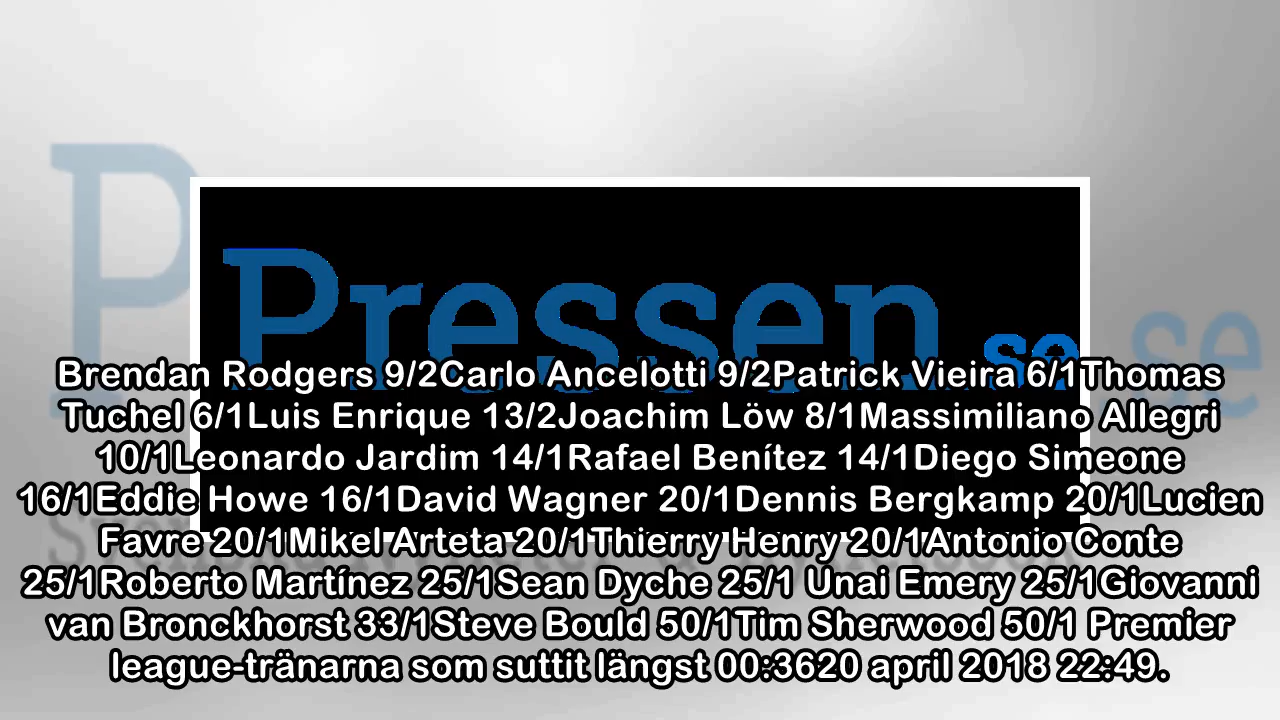 Pressen.se
Brendan Rodgers 9/2Carlo Ancelotti 9/2Patrick Vieira 6/1Thomas
Tuchel 6/1Luis Enrique 13/2Joachim Löw 8/1Massimiliano Allegri
10/1Leonardo Jardim 14/1Rafael Benítez 14/1Diego Simeone
16/1Eddie Howe 16/1David Wagner 20/1Dennis Bergkamp 20/1Lucien
Favre 20/1Mikel Arteta 20/1Thierry Henry 20/1Antonio Conte
25/1Roberto Martínez 25/1Sean Dyche 25/1 Unai Emery 25/1Giovanni
van Bronckhorst 33/1Steve Bould 50/1Tim Sherwood 50/1 Premier
league-tränarna som suttit längst 00:3620 april 2018 22:49.